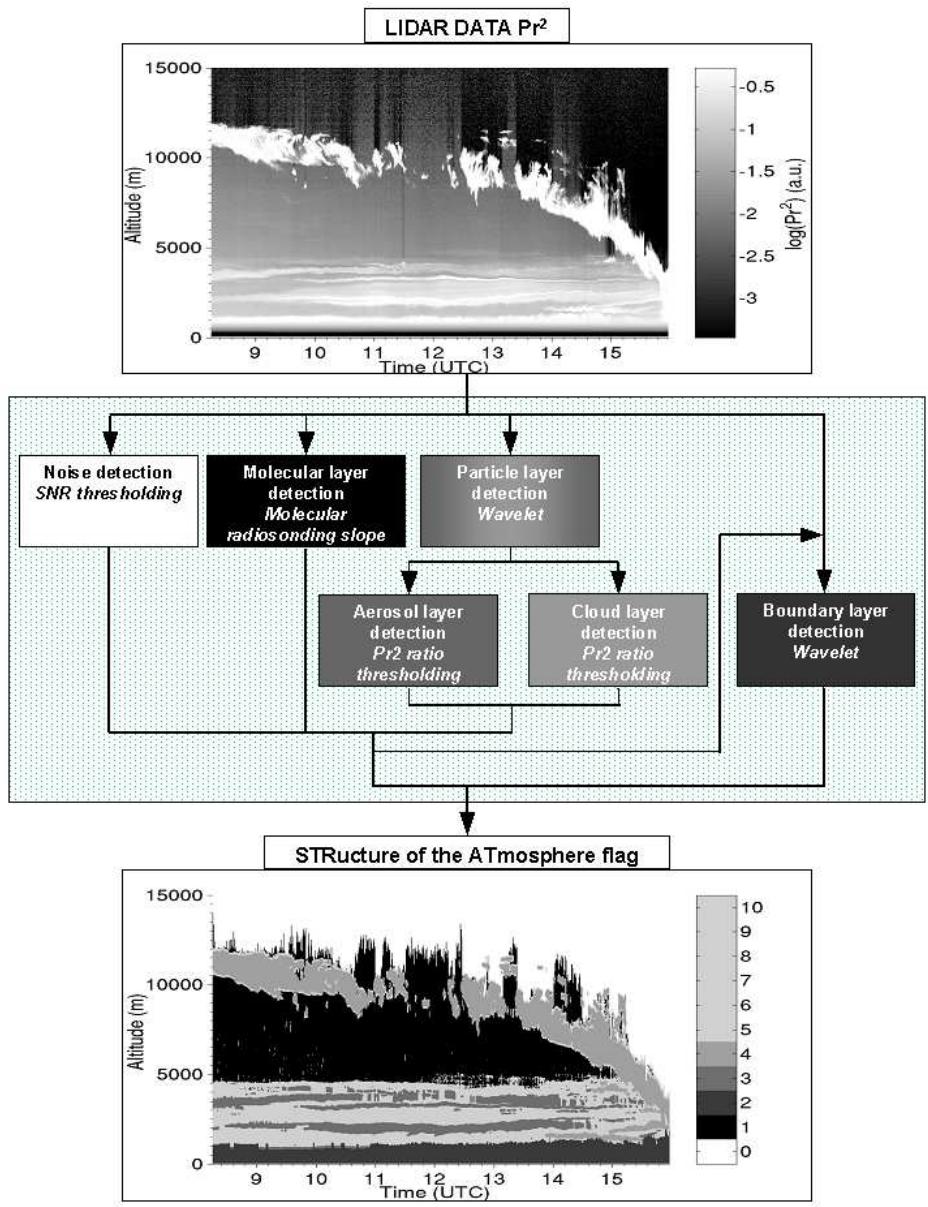 LIDAR DATA Pr²
15000
10000
5000
0
Altitude (m)
9 10 11 12 13 14 15
Time (UTC)
-0.5
-1
-1.5
-2
-2.5
-3
log(Pr²) (a.u.)
Noise detection
SNR thresholding
Molecular layer
detection
Molecular
radiosonding slope
Particle layer
detection
Wavelet
Aerosol layer
detection
Pr2 ratio
thresholding
Cloud layer
detection
Pr2 ratio
thresholding
Boundary layer
detection
Wavelet
STRucture of the ATmosphere flag
15000
10000
5000
0
Altitude (m)
9 10 11 12 13 14 15
Time (UTC)
10
9
8
7
6
5
4
3
2
1
0